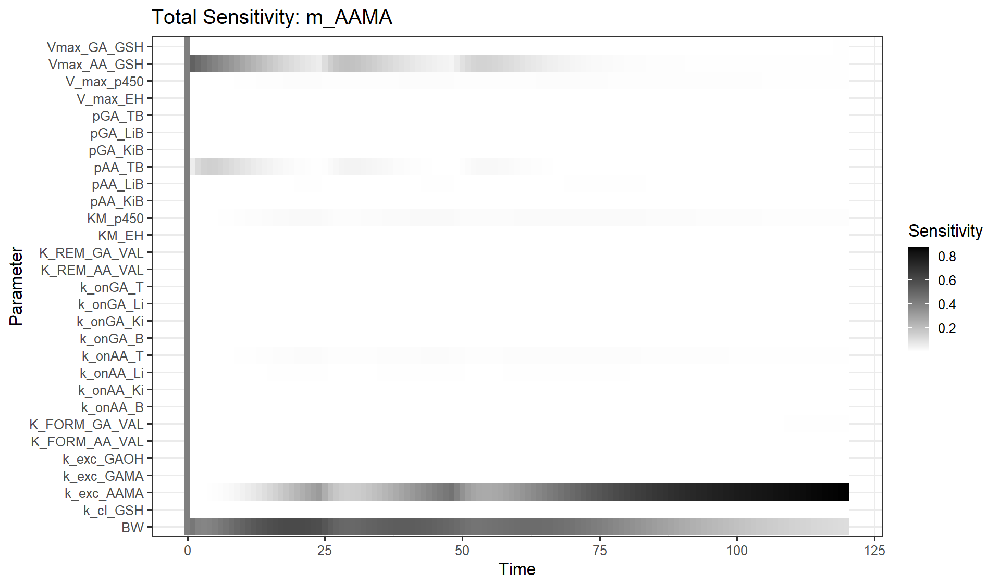 Total Sensitivity: m_AAMA
Vmax_GA_GSH
Vmax_AA_GSH
V_max_p450
V_max_EH
pGA_TB
pGA_LiB
pGA_KiB
pAA_TB
pAA_LiB
pAA_KiB
KM_p450
KM_EH
K_REM_GA_VAL
K_REM_AA_VAL
k_onGA_T
k_onGA_Li
k_onGA_Ki
k_onGA_B
k_onAA_T
k_onAA_Li
k_onAA_Ki
k_onAA_B
K_FORM_GA_VAL
K_FORM_AA_VAL
k_exc_GAOH
k_exc_GAMA
k_exc_AAMA
k_cl_GSH
BW
Parameter
0 25 50 75 100 125
Time
Sensitivity
0.8
0.6
0.4
0.2